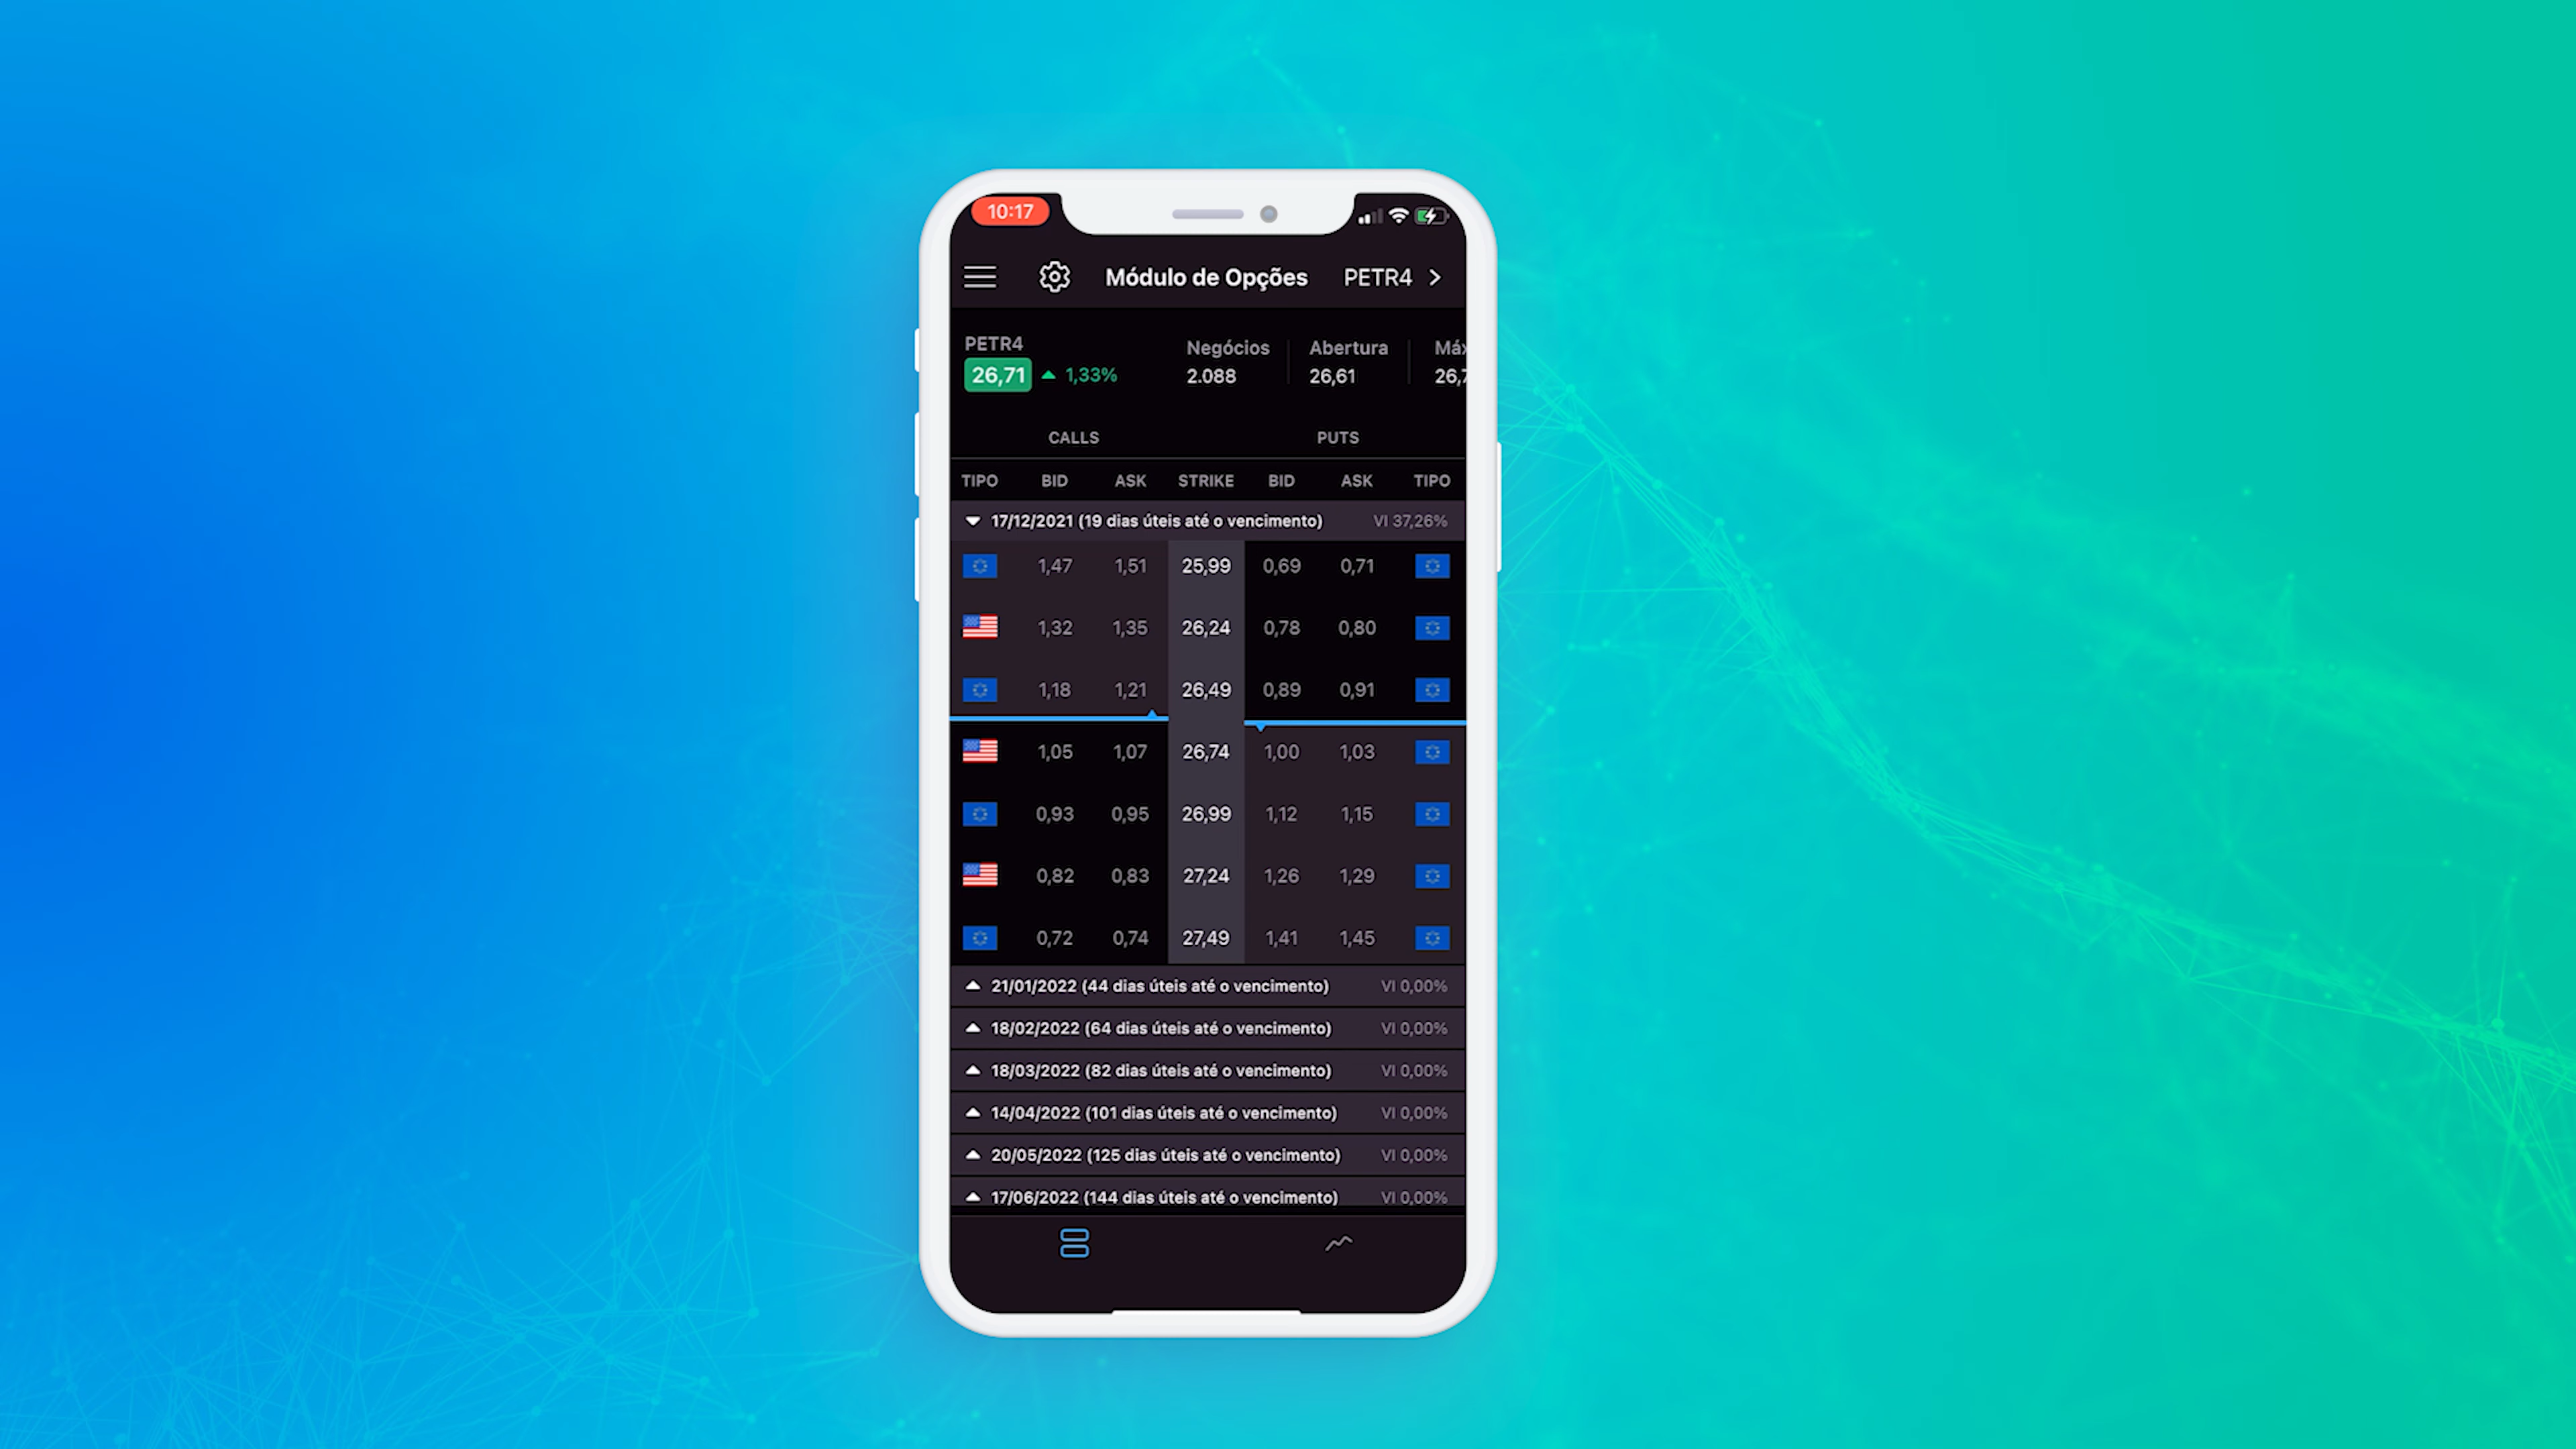 10:17
Módulo de Opções PETR4
PETR4
26,71 1,33%
Negócios Abertura
2.088 26,61
CALLS PUTS
TIPO BID ASK STRIKE BID ASK TIPO
17/12/2021 (19 dias úteis até o vencimento) VI 37,26%
1,47 1,51 25,99 0,69 0,71
1,32 1,35 26,24 0,78 0,80
1,18 1,21 26,49 0,89 0,91
1,05 1,07 26,74 1,00 1,03
0,93 0,95 26,99 1,12 1,15
0,82 0,83 27,24 1,26 1,29
0,72 0,74 27,49 1,41 1,45
21/01/2022 (44 dias úteis até o vencimento) VI 0,00%
18/02/2022 (64 dias úteis até o vencimento) VI 0,00%
18/03/2022 (82 dias úteis até o vencimento) VI 0,00%
14/04/2022 (101 dias úteis até o vencimento) VI 0,00%
20/05/2022 (125 dias úteis até o vencimento) VI 0,00%
17/06/2022 (144 dias úteis até o vencimento) VI 0,00%